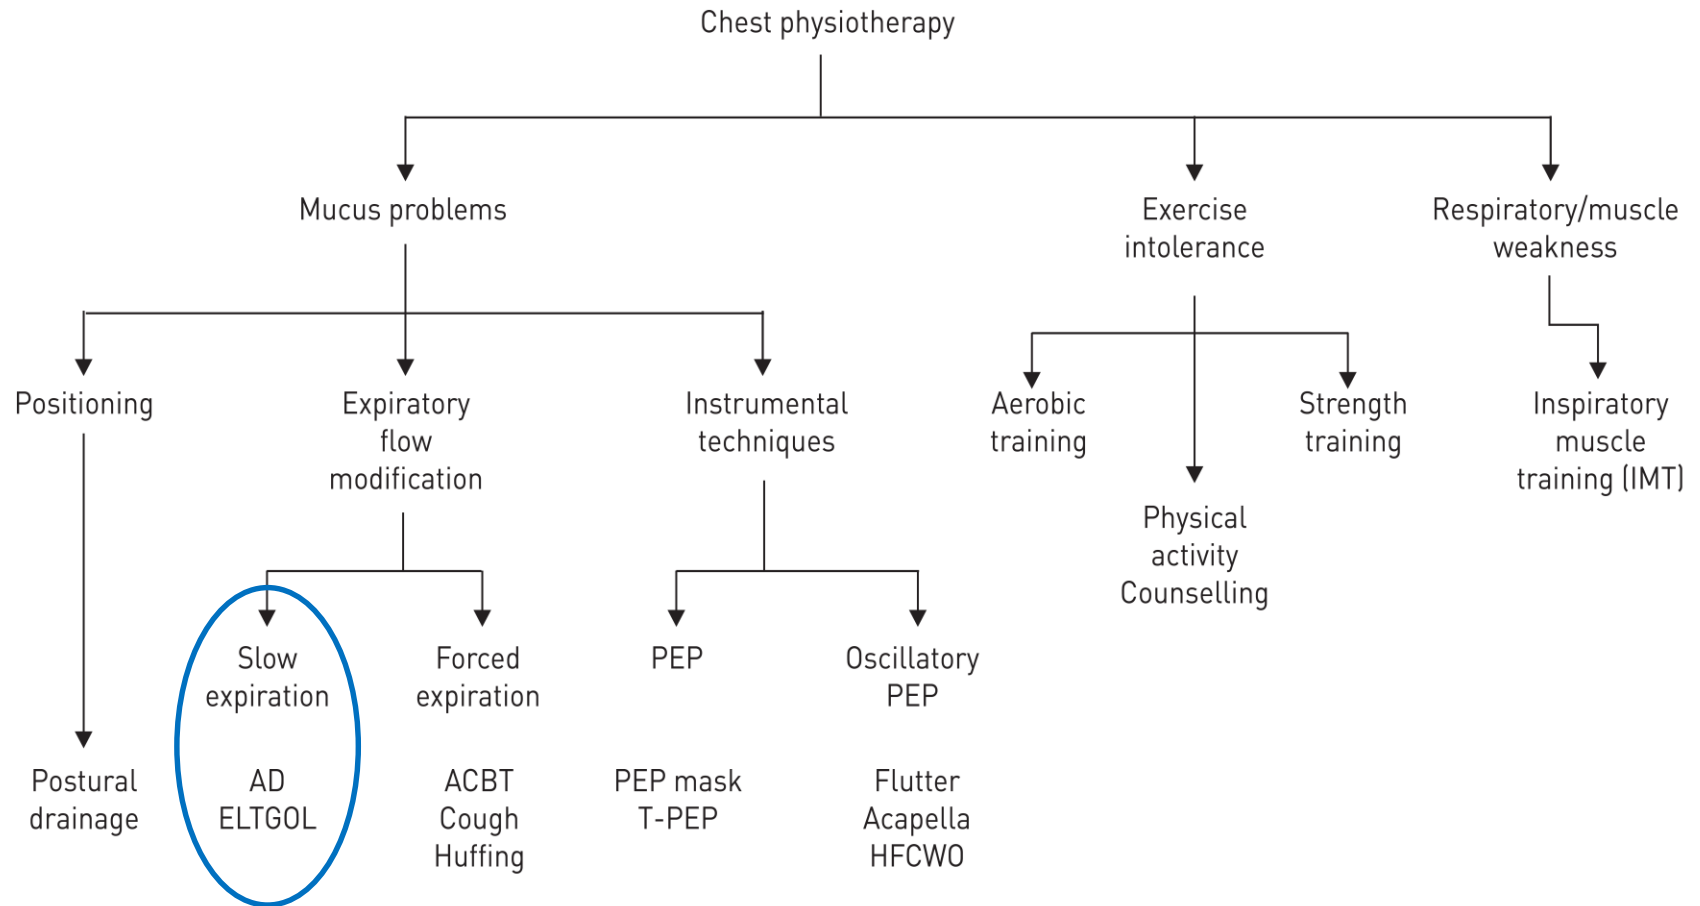 Chest physiotherapy
Mucus problems
Exercise
intolerance
Respiratory/muscle
weakness
Positioning
Expiratory
flow
modification
Instrumental
techniques
Aerobic
training
Strength
training
Inspiratory
muscle
training (IMT)
Physical
activity
Counselling
Slow
expiration
Forced
expiration
PEP
Oscillatory
PEP
Postural
drainage
AD
ELTGOL
ACBT
Cough
Huffing
PEP mask
T-PEP
Flutter
Acapella
HFCWO